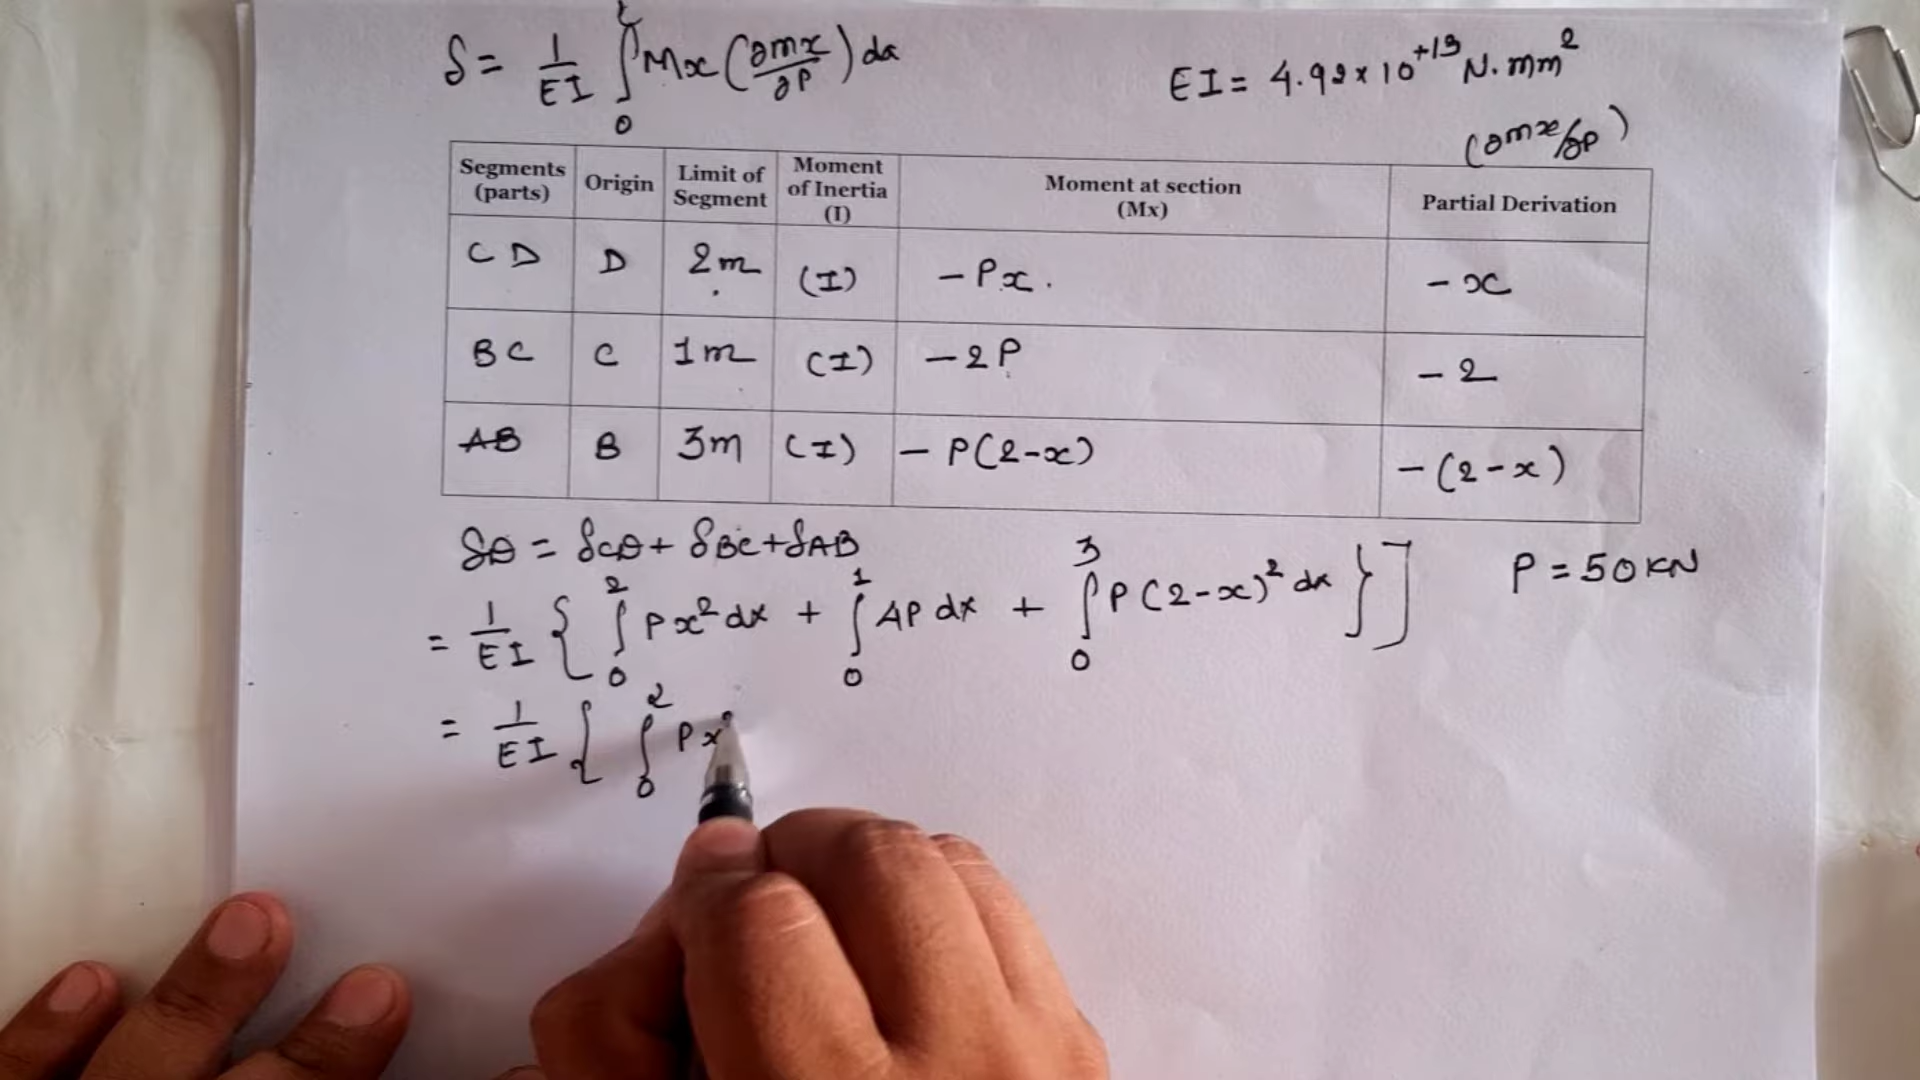 δ = 1/EI ∫₀ Mx (∂mx/∂P) dx
EI = 4.92 × 10⁺¹³ N.mm²
(∂mx/∂P)
Segments (parts) | Origin | Limit of Segment | Moment of Inertia (I) | Moment at section (Mx) | Partial Derivation
CD | D | 2m | (I) | - Px. | - x
BC | C | 1m | (I) | - 2P | - 2
AB | B | 3m | (I) | - P(2-x) | - (2-x)
δD = δCD + δBC + δAB
= 1/EI { ∫₀² Px² dx + ∫₀¹ 4P dx + ∫₀³ P(2-x)² dx } ]
P = 50 KN
= 1/EI { ∫₀² Px